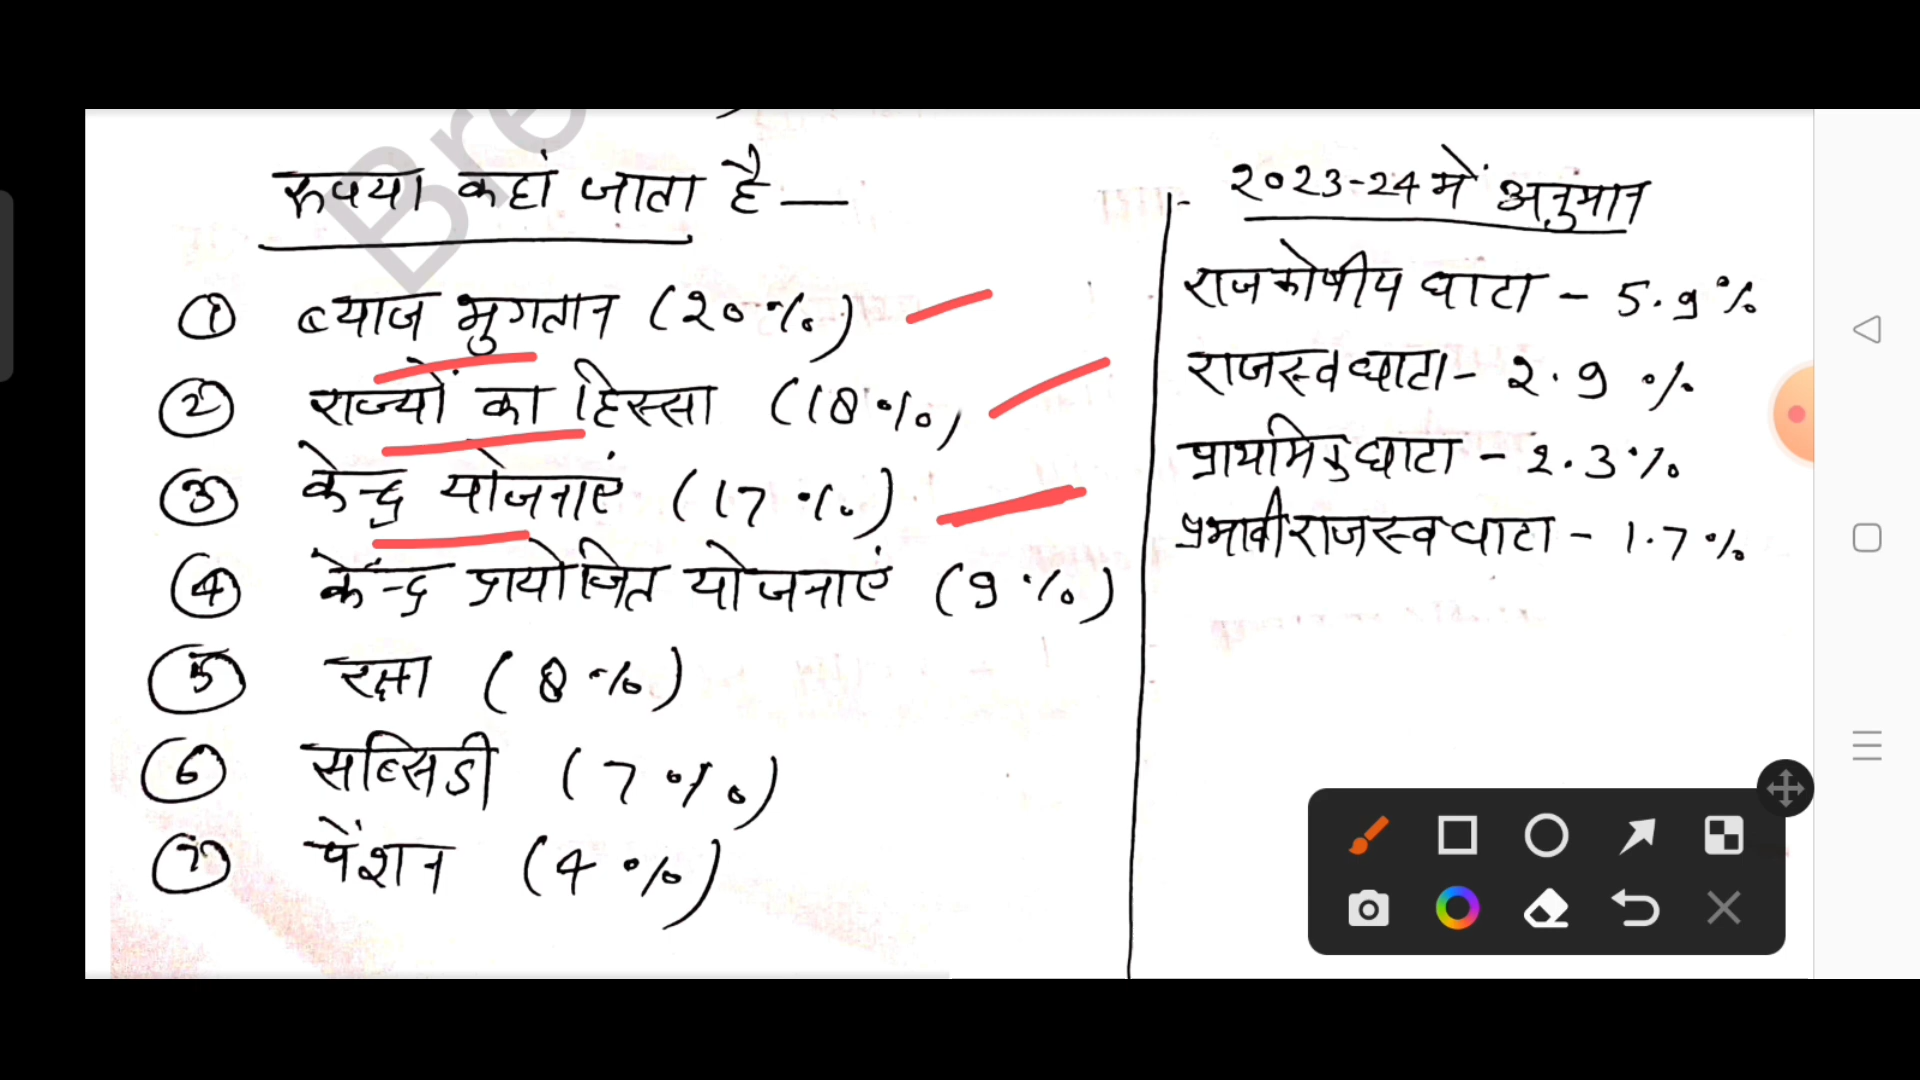 Bre
रुपया कहां जाता है —
① ब्याज भुगतान (20%)
② राज्यों का हिस्सा (18%)
③ केन्द्र योजनाएं (17%)
④ केन्द्र प्रायोजित योजनाएं (9%)
⑤ रक्षा (8%)
⑥ सब्सिडी (7%)
⑦ पेंशन (4%)
2023-24 में अनुमान
राजकोषीय घाटा - 5.9%
राजस्व घाटा - 2.9%
प्राथमिक घाटा - 2.3%
प्रभावी राजस्व घाटा - 1.7%